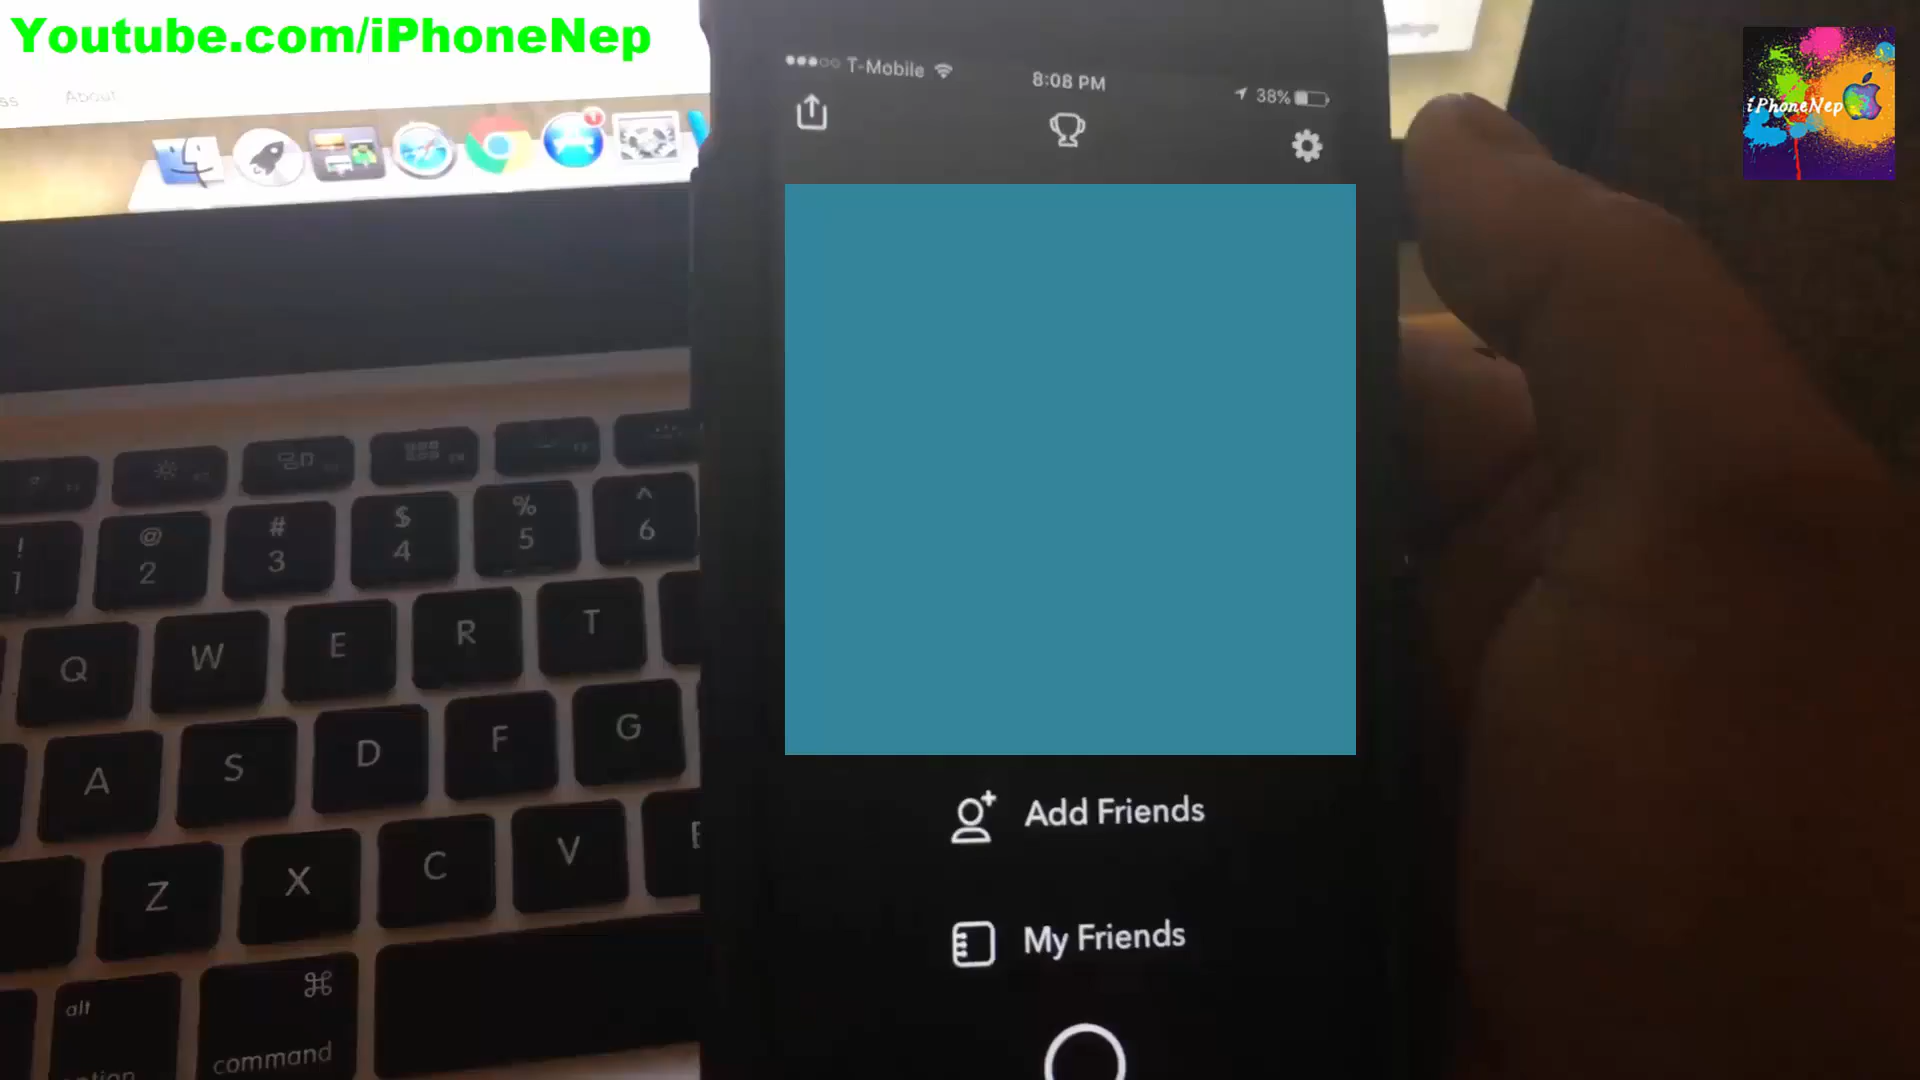 Youtube.com/iPhoneNep
iPhoneNep
About
T-Mobile
8:08 PM
38%
Add Friends
My Friends
! 1
@ 2
# 3
$ 4
% 5
^ 6
Q W E R T
A S D F G
Z X C V
alt
⌘
command